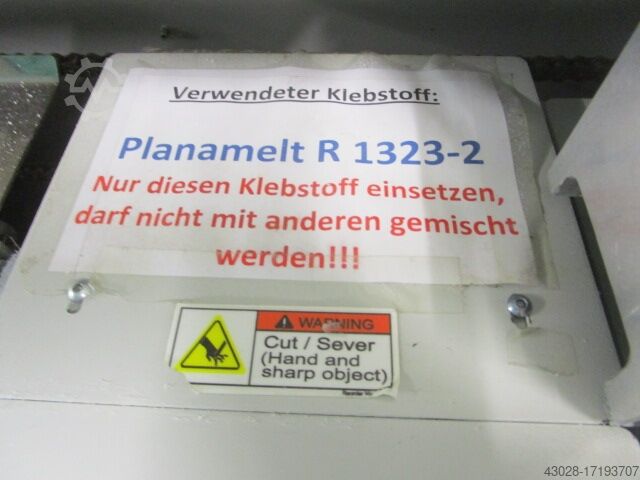 Verwendeter Klebstoff:
Planamelt R 1323-2
Nur diesen Klebstoff einsetzen,
darf nicht mit anderen gemischt
werden!!!
WARNING
Cut / Sever
(Hand and
sharp object)
43028-17193707